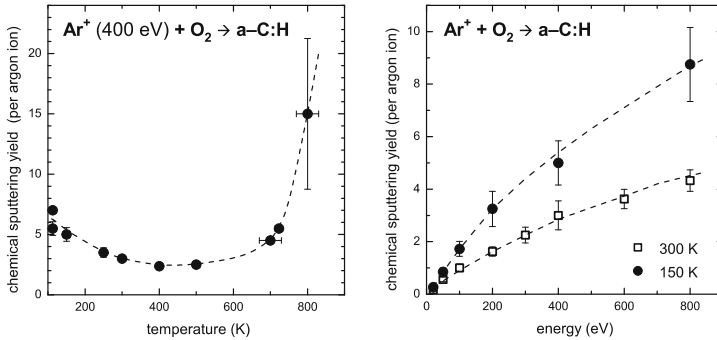 Ar⁺ (400 eV) + O₂ → a–C:H
chemical sputtering yield (per argon ion)
20
15
10
5
0
200 400 600 800
temperature (K)
Ar⁺ + O₂ → a–C:H
chemical sputtering yield (per argon ion)
10
8
6
4
2
0
300 K
150 K
0 200 400 600 800
energy (eV)